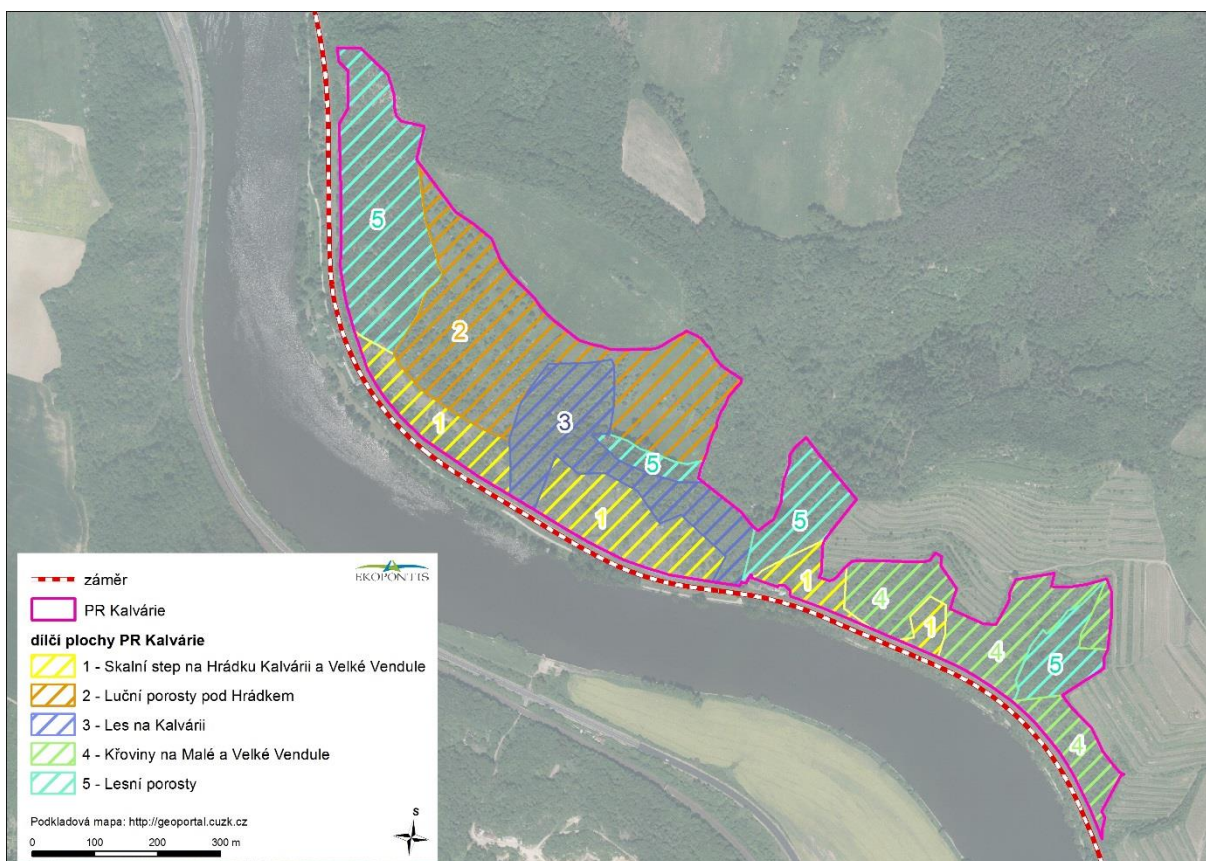 5
2
3
1
5
1
5
1
4
1
4
5
4
EKOPONTIS
záměr
PR Kalvárie
dílčí plochy PR Kalvárie
1 - Skalní step na Hrádku Kalvárii a Velké Vendule
2 - Luční porosty pod Hrádkem
3 - Les na Kalvárii
4 - Křoviny na Malé a Velké Vendule
5 - Lesní porosty
Podkladová mapa: http://geoportal.cuzk.cz
0 100 200 300 m
S